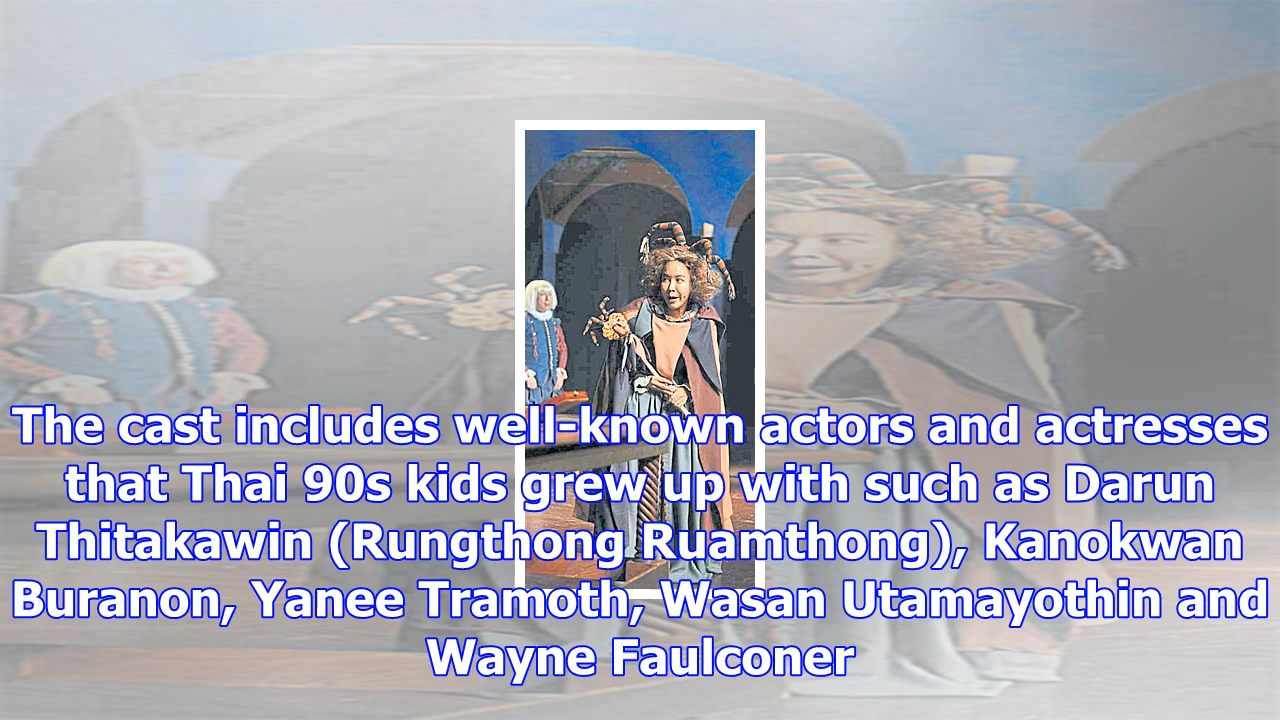 The cast includes well-known actors and actresses
that Thai 90s kids grew up with such as Darun
Thitakawin (Rungthong Ruamthong), Kanokwan
Buranon, Yanee Tramoth, Wasan Utamayothin and
Wayne Faulconer